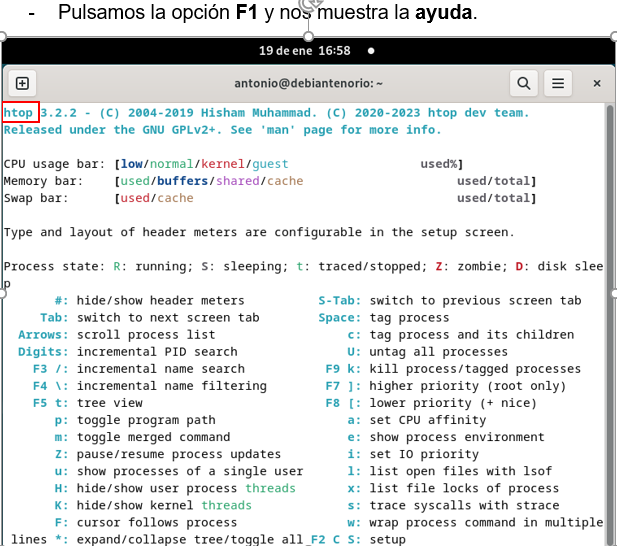 - Pulsamos la opción F1 y nos muestra la ayuda.
19 de ene 16:58
antonio@debiantenorio: ~
htop 3.2.2 - (C) 2004-2019 Hisham Muhammad. (C) 2020-2023 htop dev team.
Released under the GNU GPLv2+. See 'man' page for more info.
CPU usage bar: [low/normal/kernel/guest used%]
Memory bar: [used/buffers/shared/cache used/total]
Swap bar: [used/cache used/total]
Type and layout of header meters are configurable in the setup screen.
Process state: R: running; S: sleeping; t: traced/stopped; Z: zombie; D: disk slee
p
#: hide/show header meters S-Tab: switch to previous screen tab
Tab: switch to next screen tab Space: tag process
Arrows: scroll process list c: tag process and its children
Digits: incremental PID search U: untag all processes
F3 /: incremental name search F9 k: kill process/tagged processes
F4 \: incremental name filtering F7 ]: higher priority (root only)
F5 t: tree view F8 [: lower priority (+ nice)
p: toggle program path a: set CPU affinity
m: toggle merged command e: show process environment
Z: pause/resume process updates i: set IO priority
u: show processes of a single user l: list open files with lsof
H: hide/show user process threads x: list file locks of process
K: hide/show kernel threads s: trace syscalls with strace
F: cursor follows process w: wrap process command in multiple
lines *: expand/collapse tree/toggle all F2 C S: setup